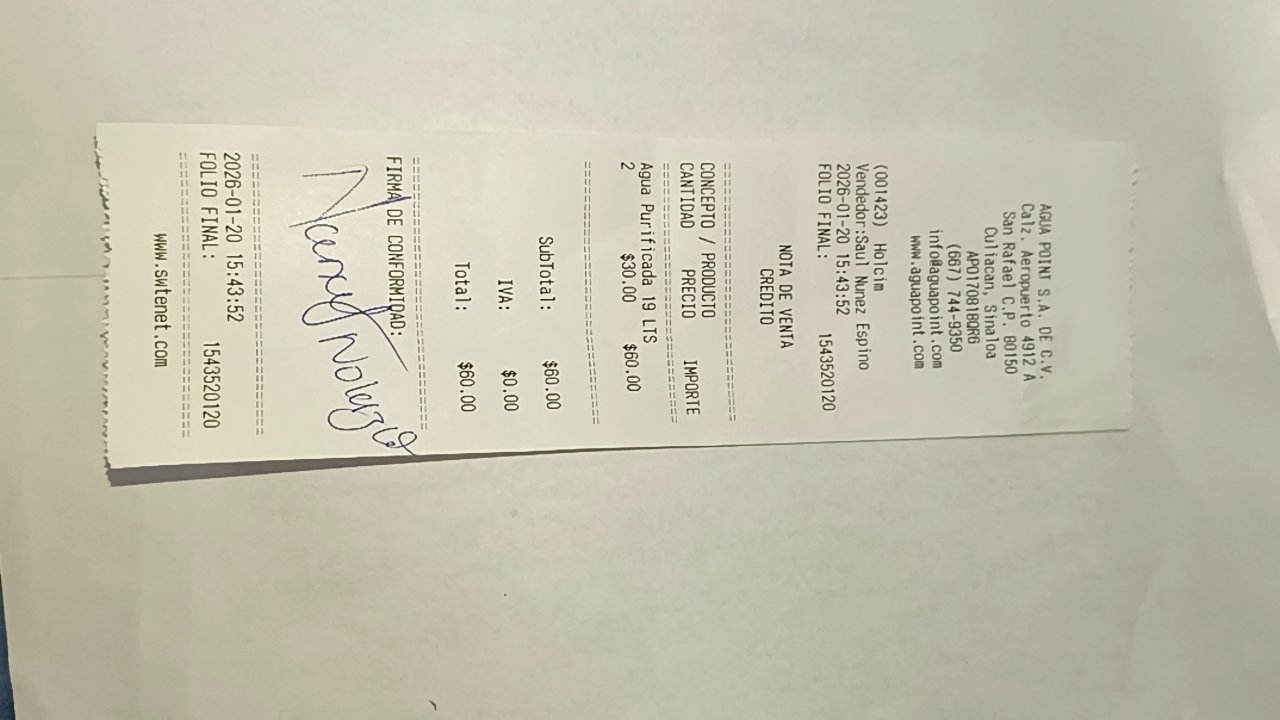 AGUA POINT S.A. DE C.V.
Calz. Aeropuerto 4912 A
San Rafael C.P. 80150
Culiacan, Sinaloa
APO170818QR6
(667) 744-9350
info@aguapoint.com
www.aguapoint.com
(001423) Holcim
Vendedor:Saul Nunez Espino
2026-01-20 15:43:52
FOLIO FINAL: 1543520120
NOTA DE VENTA
CREDITO
CONCEPTO / PRODUCTO
CANTIDAD PRECIO IMPORTE
Agua Purificada 19 LTS
2 $30.00 $60.00
SubTotal: $60.00
IVA: $0.00
Total: $60.00
FIRMA DE CONFORMIDAD:
2026-01-20 15:43:52
FOLIO FINAL: 1543520120
www.swtenet.com